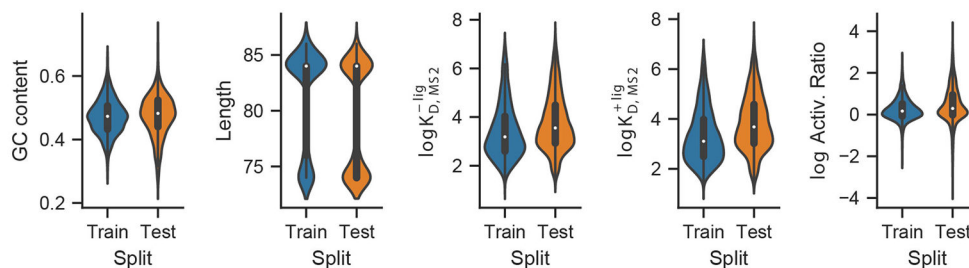 GC content
0.6
0.4
0.2
Train Test
Split
Length
85
80
75
Train Test
Split
logK−lig D, MS2
8
6
4
2
Train Test
Split
logK+lig D, MS2
8
6
4
2
Train Test
Split
log Activ. Ratio
4
2
0
−2
−4
Train Test
Split